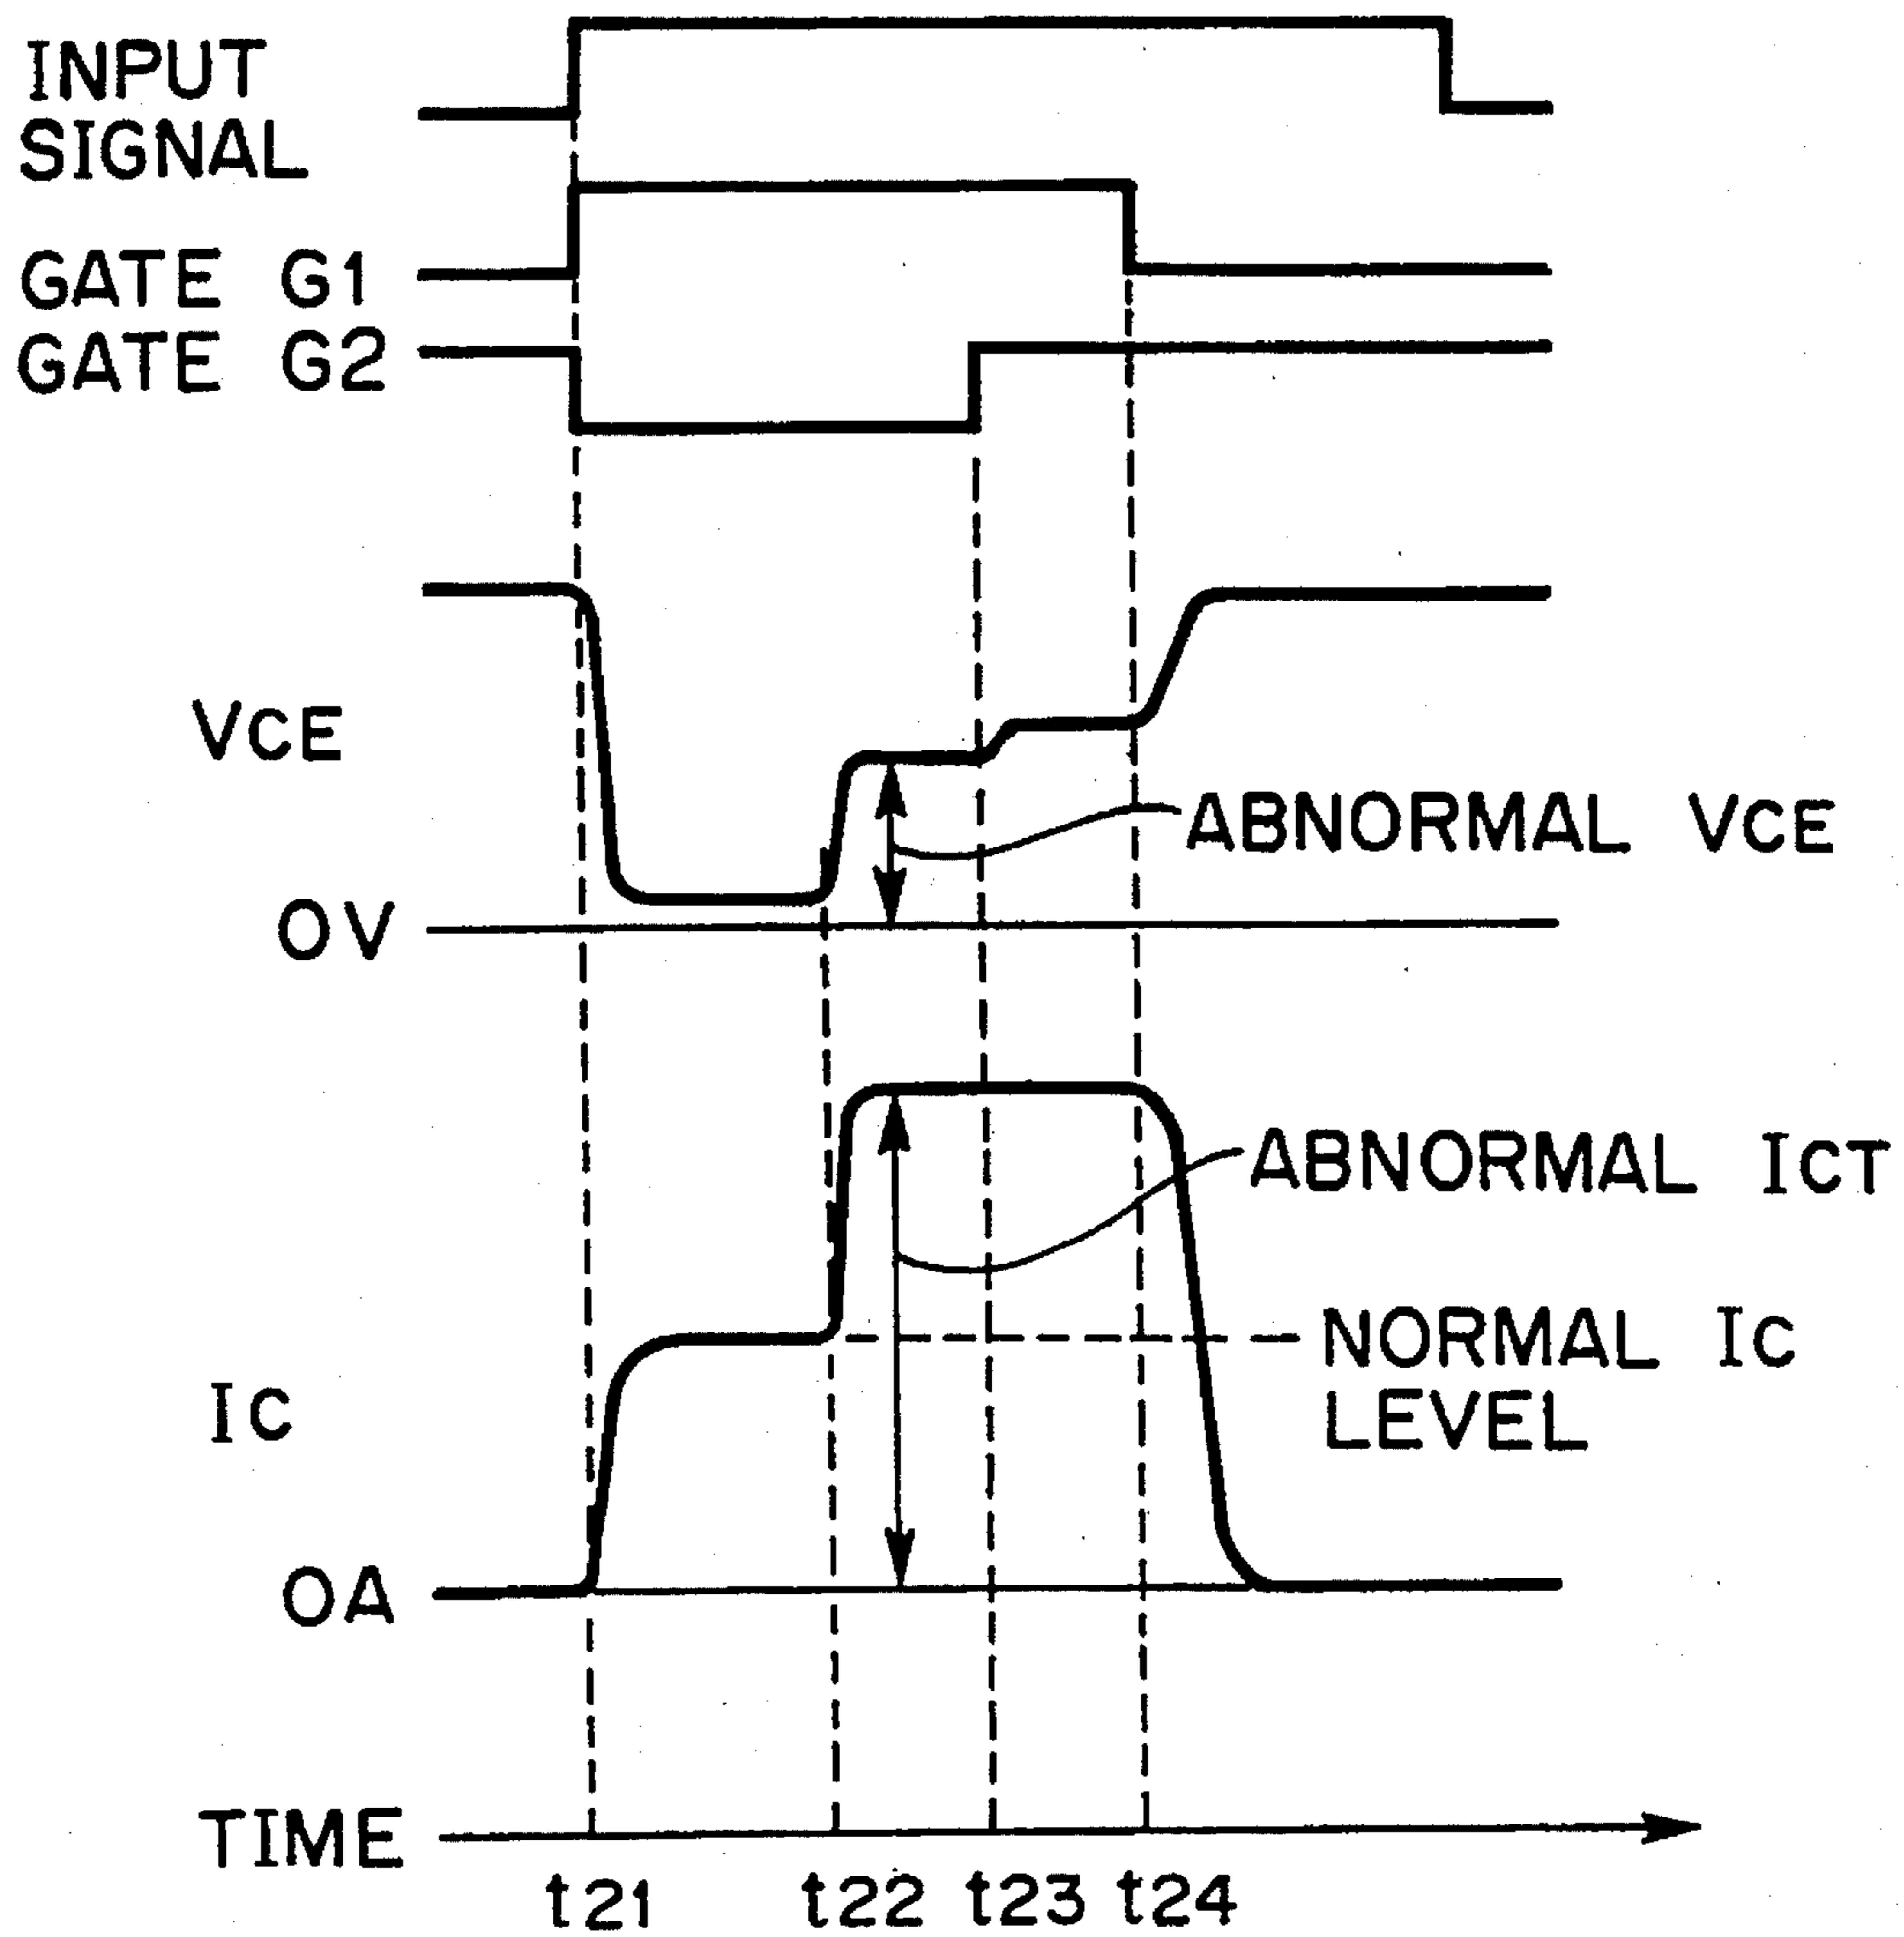 INPUT
SIGNAL
GATE G1
GATE G2
VCE
ABNORMAL VCE
OV
ABNORMAL ICT
NORMAL IC
LEVEL
IC
OA
TIME
t21 t22 t23 t24